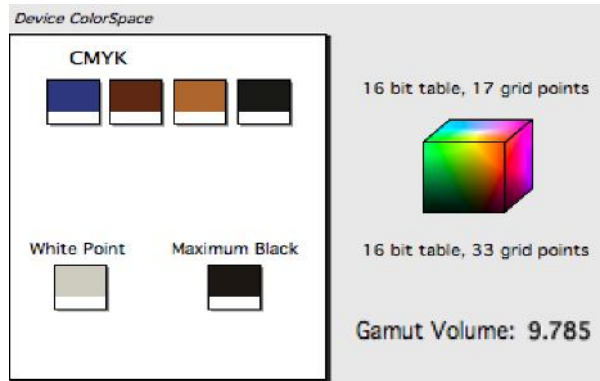 Device ColorSpace
CMYK
16 bit table, 17 grid points
White Point
Maximum Black
16 bit table, 33 grid points
Gamut Volume: 9.785